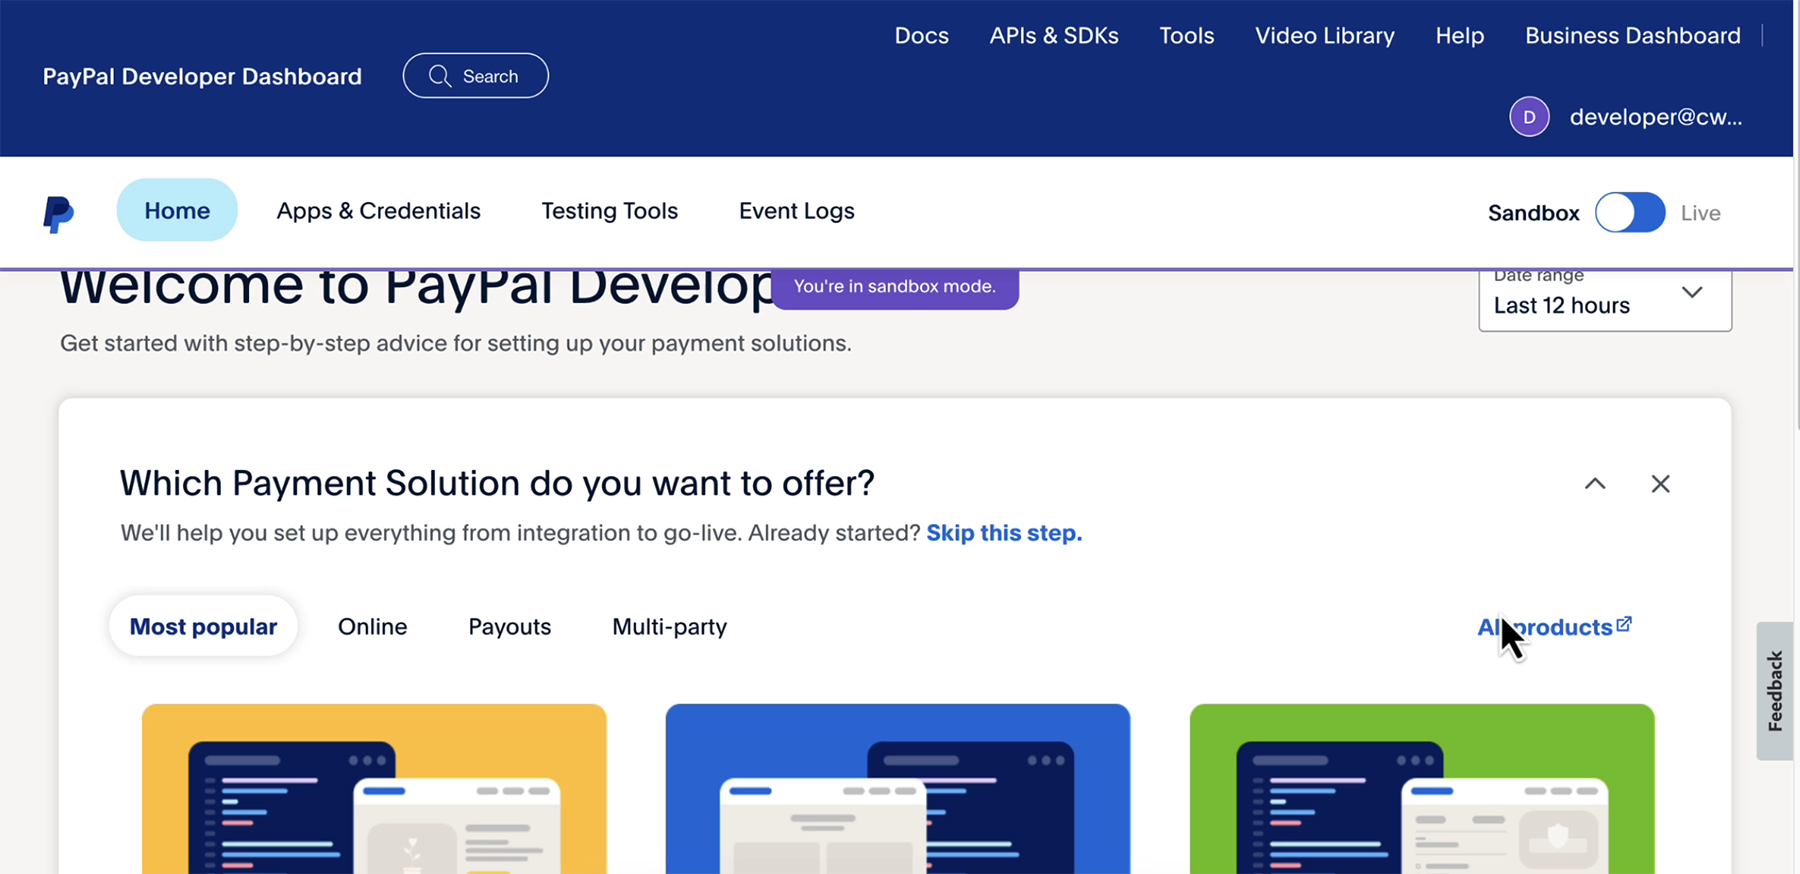 Docs APIs & SDKs Tools Video Library Help Business Dashboard
PayPal Developer Dashboard Search
D developer@cw...
Home Apps & Credentials Testing Tools Event Logs Sandbox Live
Welcome to PayPal Develop
You're in sandbox mode.
Date range
Last 12 hours
Get started with step-by-step advice for setting up your payment solutions.
Which Payment Solution do you want to offer?
We'll help you set up everything from integration to go-live. Already started? Skip this step.
Most popular Online Payouts Multi-party All products
Feedback